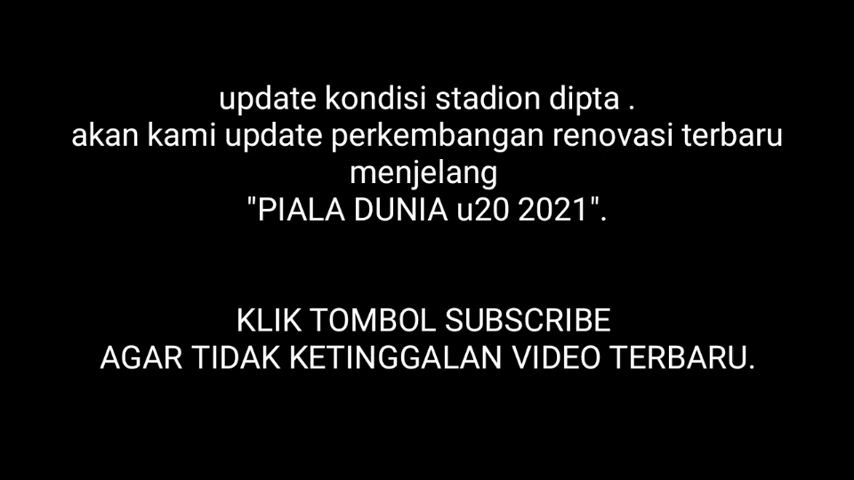 update kondisi stadion dipta .
akan kami update perkembangan renovasi terbaru
menjelang
"PIALA DUNIA u20 2021".
KLIK TOMBOL SUBSCRIBE
AGAR TIDAK KETINGGALAN VIDEO TERBARU.